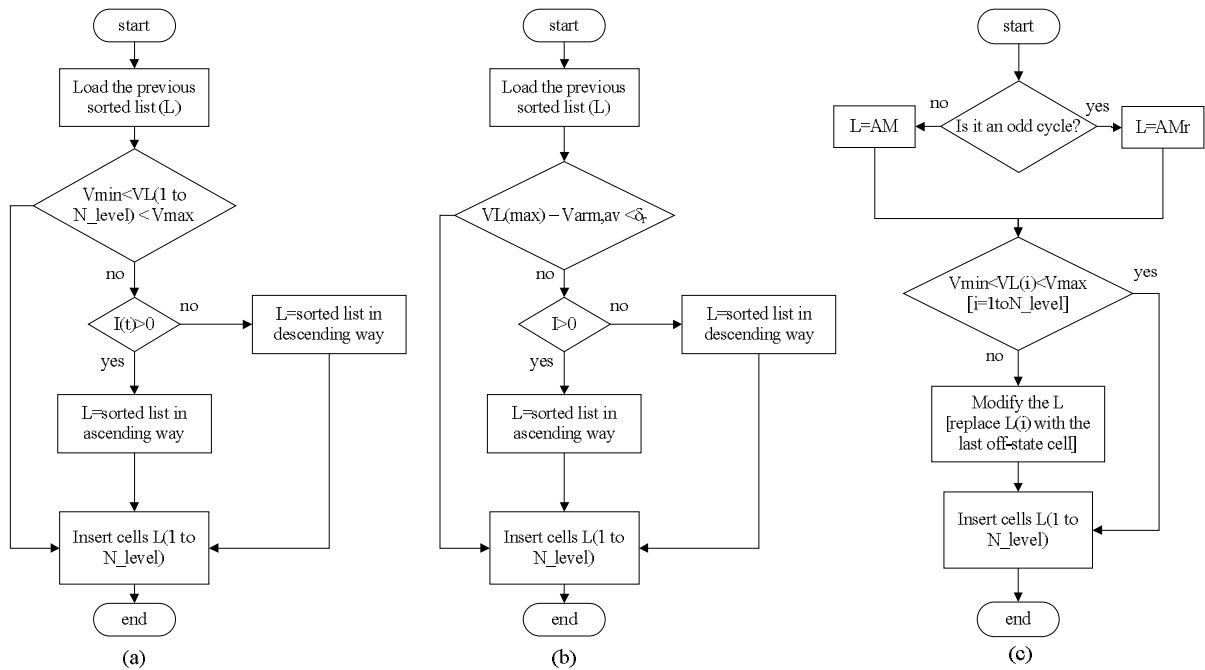 start
Load the previous
sorted list (L)
Vmin<VL(1 to
N_level) < Vmax
no
I(t)>0
no
L=sorted list in
descending way
yes
L=sorted list in
ascending way
Insert cells L(1 to
N_level)
end
(a)
start
Load the previous
sorted list (L)
VL(max) – Varm,av <δ,
no
I>0
no
L=sorted list in
descending way
yes
L=sorted list in
ascending way
Insert cells L(1 to
N_level)
end
(b)
start
Is it an odd cycle?
no
L=AM
yes
L=AMr
Vmin<VL(i)<Vmax
[i=1toN_level]
yes
no
Modify the L
[replace L(i) with the
last off-state cell]
Insert cells L(1 to
N_level)
end
(c)